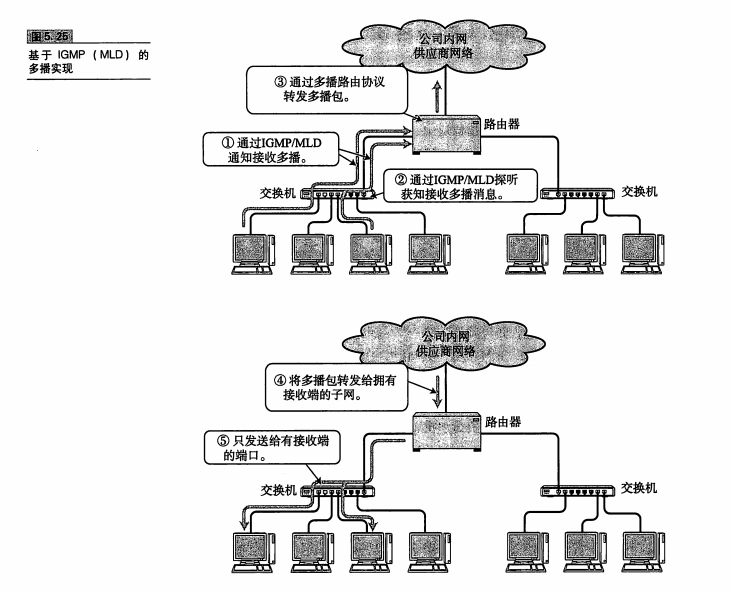 图5.25
基于 IGMP（MLD）的
多播实现
公司内网
供应商网络
③ 通过多播路由协议
转发多播包。
路由器
① 通过IGMP/MLD
通知接收多播。
② 通过IGMP/MLD探听
获知接收多播消息。
交换机
交换机
公司内网
供应商网络
④ 将多播包转发给拥有
接收端的子网。
路由器
⑤ 只发送给有接收端
的端口。
交换机
交换机